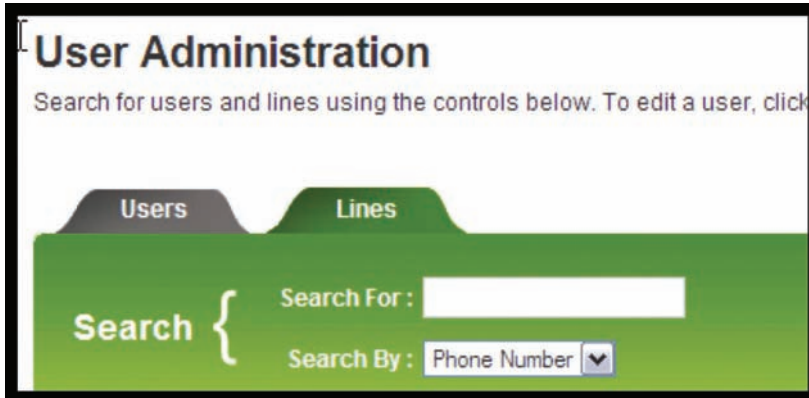 User Administration
Search for users and lines using the controls below. To edit a user, click
Users Lines
Search For :
Search {
Search By : Phone Number